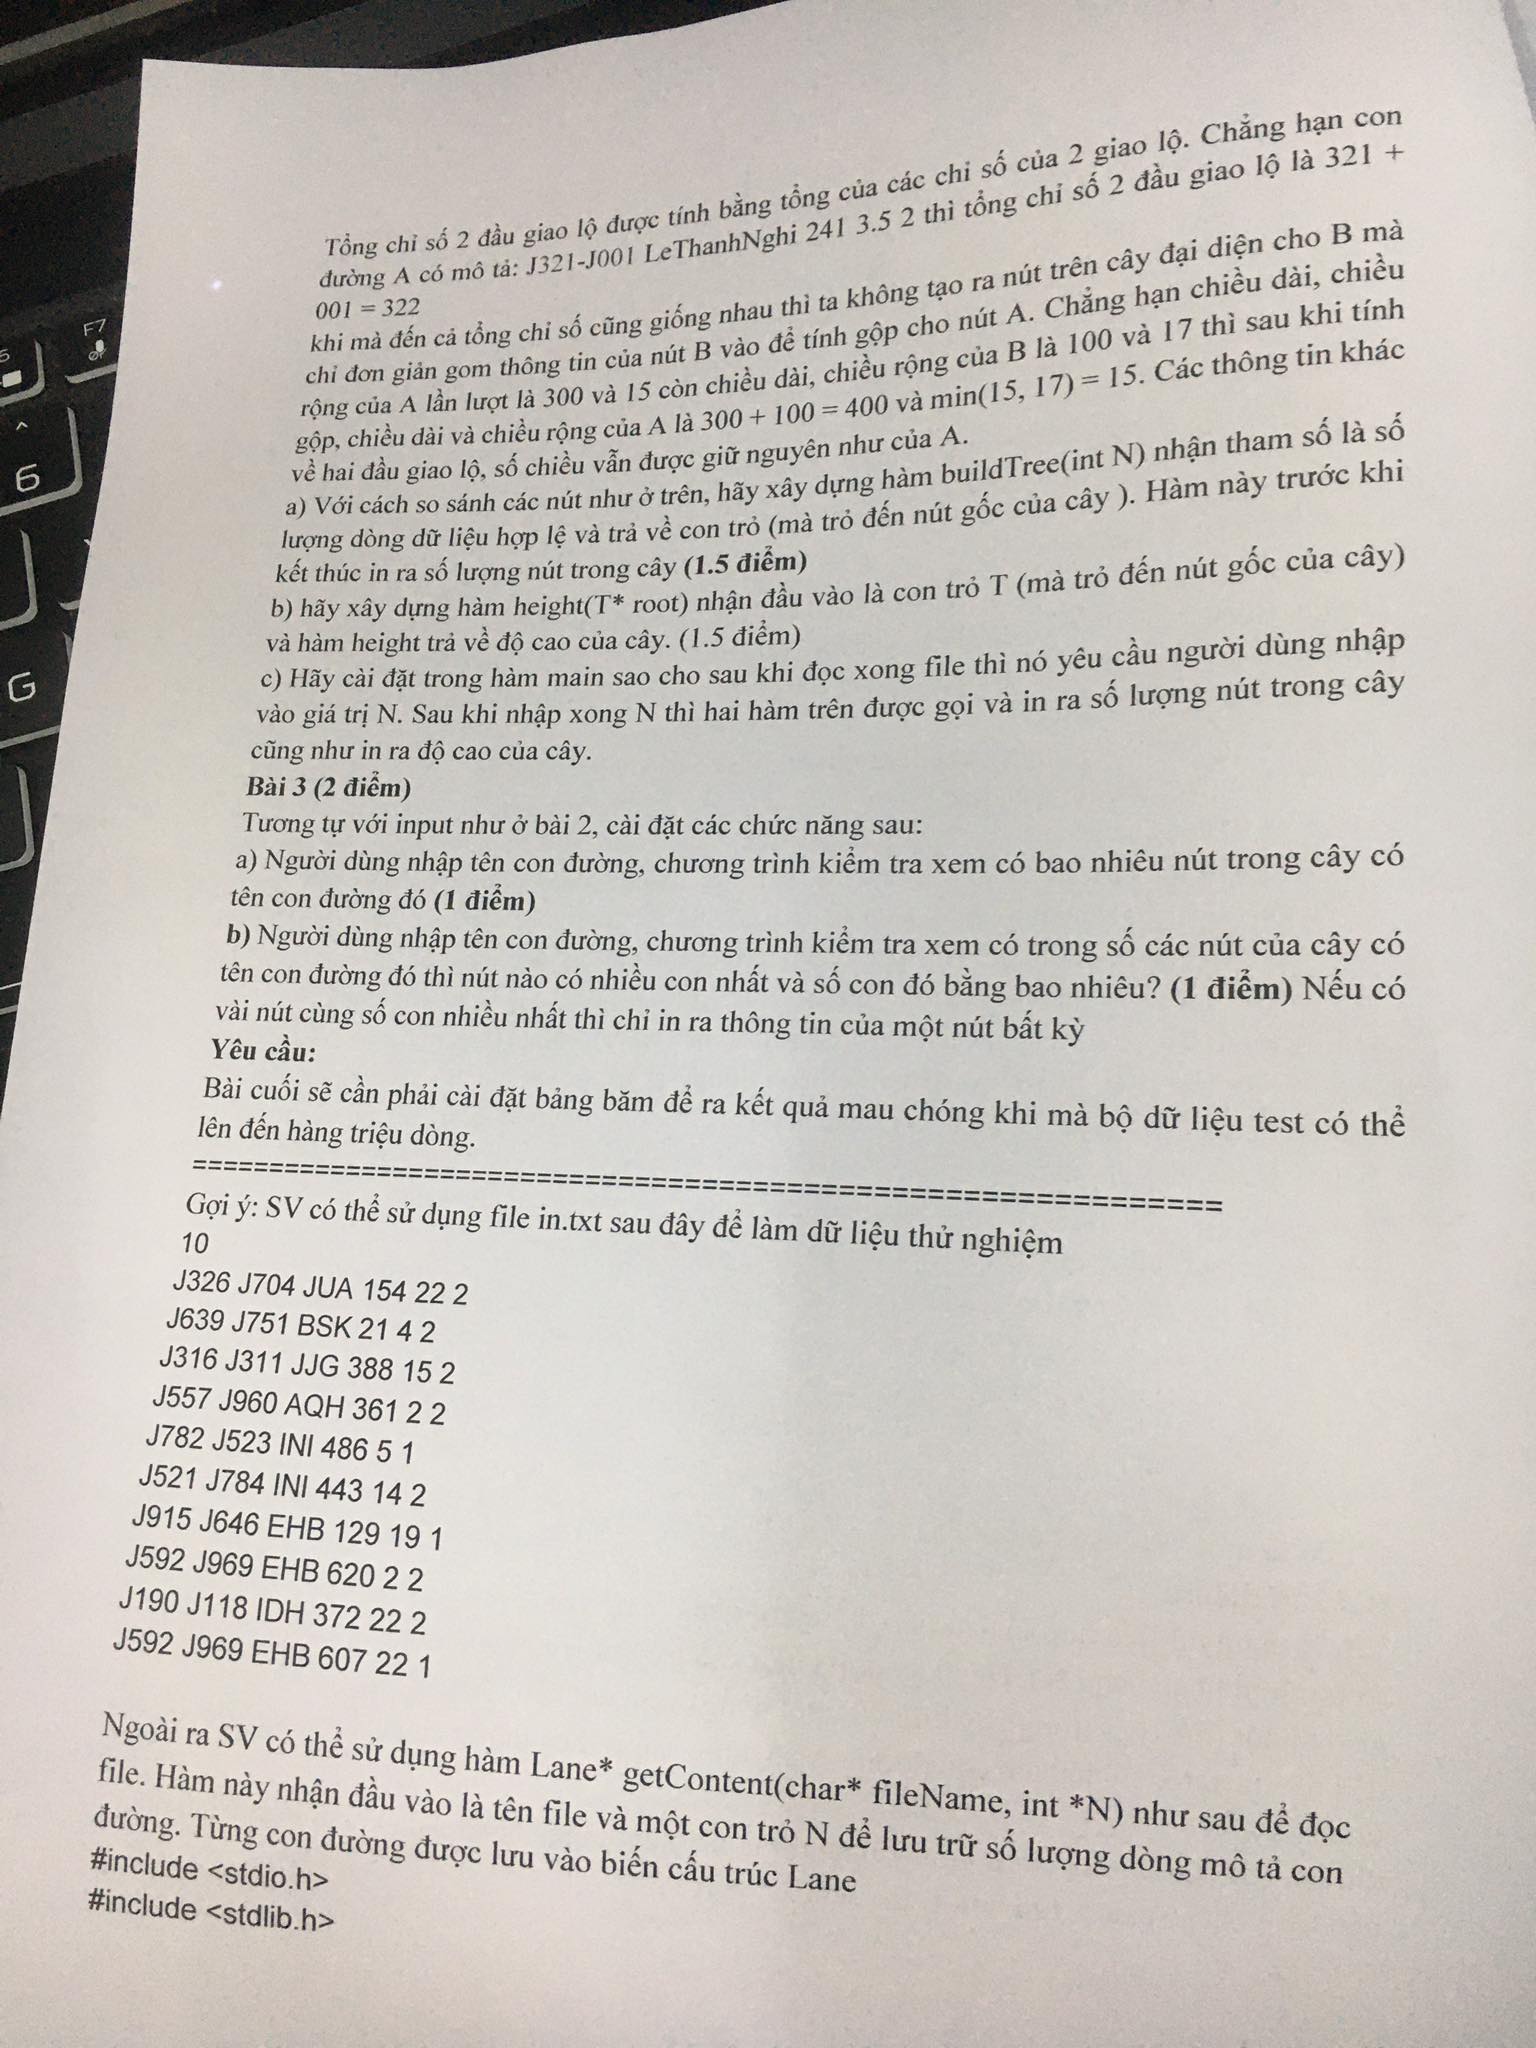 Tổng chỉ số 2 đầu giao lộ được tính bằng tổng của các chỉ số của 2 giao lộ. Chẳng hạn con
đường A có mô tả: J321-J001 LeThanhNghi 241 3.5 2 thì tổng chỉ số 2 đầu giao lộ là 321 +
001 = 322
khi mà đến cả tổng chỉ số cũng giống nhau thì ta không tạo ra nút trên cây đại diện cho B mà
chỉ đơn giản gom thông tin của nút B vào để tính gộp cho nút A. Chẳng hạn chiều dài, chiều
rộng của A lần lượt là 300 và 15 còn chiều dài, chiều rộng của B là 100 và 17 thì sau khi tính
gộp, chiều dài và chiều rộng của A là 300 + 100 = 400 và min(15, 17) = 15. Các thông tin khác
về hai đầu giao lộ, số chiều vẫn được giữ nguyên như của A.
a) Với cách so sánh các nút như ở trên, hãy xây dựng hàm buildTree(int N) nhận tham số là số
lượng dòng dữ liệu hợp lệ và trả về con trỏ (mà trỏ đến nút gốc của cây ). Hàm này trước khi
kết thúc in ra số lượng nút trong cây (1.5 điểm)
b) hãy xây dựng hàm height(T* root) nhận đầu vào là con trỏ T (mà trỏ đến nút gốc của cây)
và hàm height trả về độ cao của cây. (1.5 điểm)
c) Hãy cài đặt trong hàm main sao cho sau khi đọc xong file thì nó yêu cầu người dùng nhập
vào giá trị N. Sau khi nhập xong N thì hai hàm trên được gọi và in ra số lượng nút trong cây
cũng như in ra độ cao của cây.
Bài 3 (2 điểm)
Tương tự với input như ở bài 2, cài đặt các chức năng sau:
a) Người dùng nhập tên con đường, chương trình kiểm tra xem có bao nhiêu nút trong cây có
tên con đường đó (1 điểm)
b) Người dùng nhập tên con đường, chương trình kiểm tra xem có trong số các nút của cây có
tên con đường đó thì nút nào có nhiều con nhất và số con đó bằng bao nhiêu? (1 điểm) Nếu có
vài nút cùng số con nhiều nhất thì chỉ in ra thông tin của một nút bất kỳ
Yêu cầu:
Bài cuối sẽ cần phải cài đặt bảng băm để ra kết quả mau chóng khi mà bộ dữ liệu test có thể
lên đến hàng triệu dòng.
==================================================================
Gợi ý: SV có thể sử dụng file in.txt sau đây để làm dữ liệu thử nghiệm
10
J326 J704 JUA 154 22 2
J639 J751 BSK 21 4 2
J316 J311 JJG 388 15 2
J557 J960 AQH 361 2 2
J782 J523 INI 486 5 1
J521 J784 INI 443 14 2
J915 J646 EHB 129 19 1
J592 J969 EHB 620 2 2
J190 J118 IDH 372 22 2
J592 J969 EHB 607 22 1
Ngoài ra SV có thể sử dụng hàm Lane* getContent(char* fileName, int *N) như sau để đọc
file. Hàm này nhận đầu vào là tên file và một con trỏ N để lưu trữ số lượng dòng mô tả con
đường. Từng con đường được lưu vào biến cấu trúc Lane
#include <stdio.h>
#include <stdlib.h>
F7
6
G